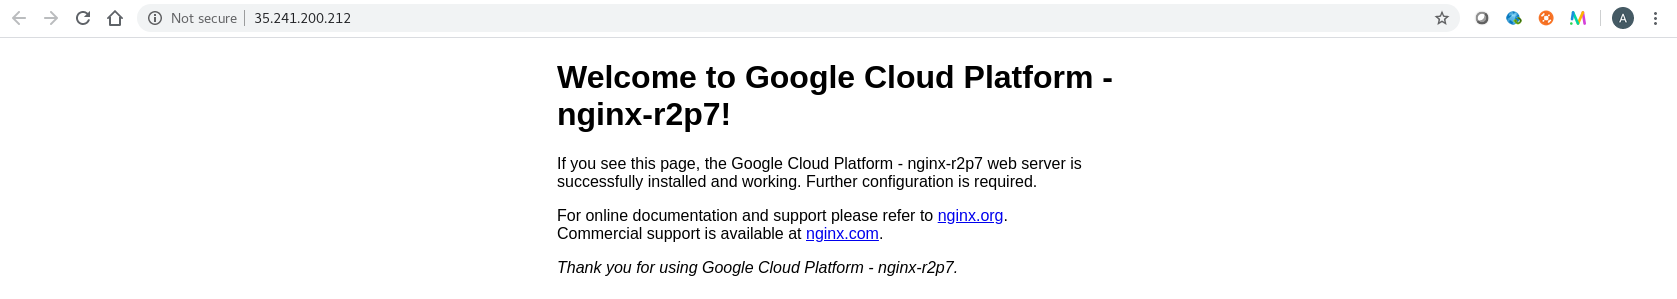 Not secure | 35.241.200.212
A
Welcome to Google Cloud Platform -
nginx-r2p7!
If you see this page, the Google Cloud Platform - nginx-r2p7 web server is
successfully installed and working. Further configuration is required.
For online documentation and support please refer to nginx.org.
Commercial support is available at nginx.com.
Thank you for using Google Cloud Platform - nginx-r2p7.